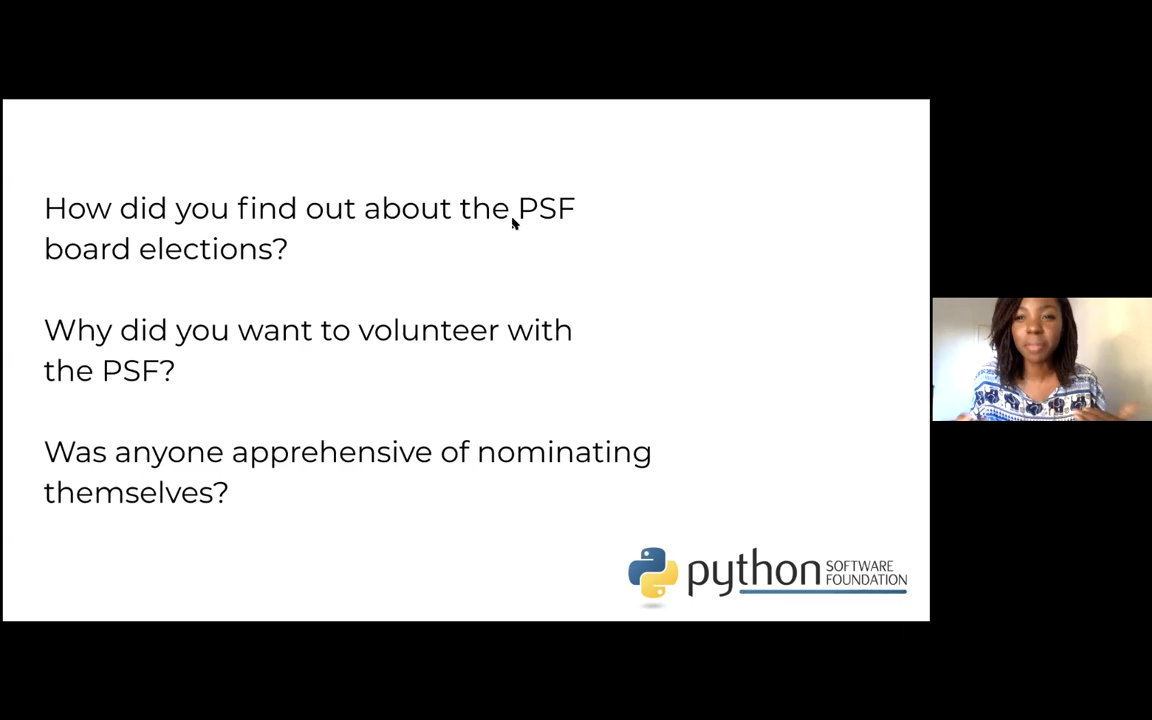 How did you find out about the PSF
board elections?
Why did you want to volunteer with
the PSF?
Was anyone apprehensive of nominating
themselves?
python SOFTWARE
FOUNDATION